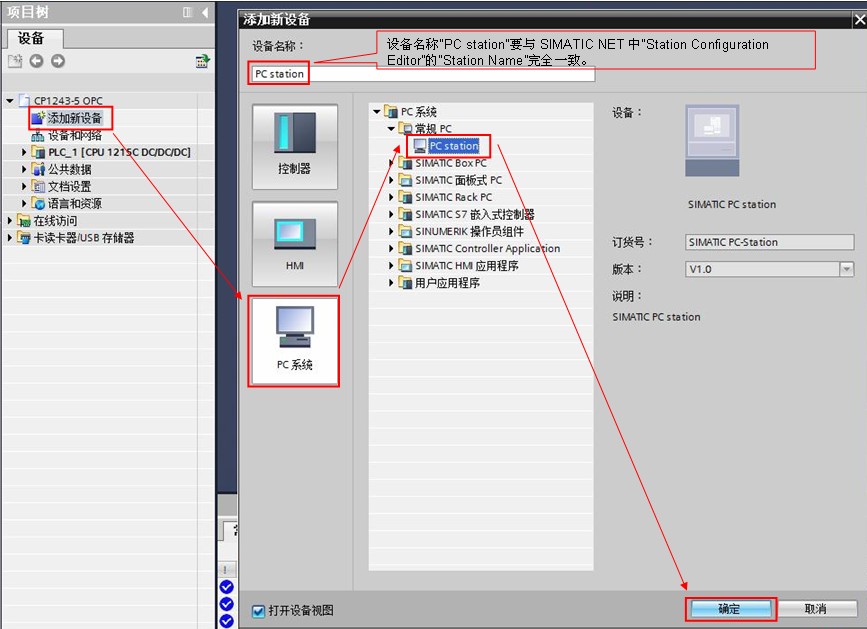 项目树
设备
CP1243-5 OPC
添加新设备
设备和网络
PLC_1 [CPU 1215C DC/DC/DC]
公共数据
文档设置
语言和资源
在线访问
卡读卡器/USB 存储器
添加新设备
设备名称：
设备名称"PC station"要与 SIMATIC NET 中"Station Configuration
Editor"的"Station Name"完全一致。
PC station
控制器
HMI
PC 系统
PC 系统
常规 PC
PC station
SIMATIC Box PC
SIMATIC 面板式 PC
SIMATIC Rack PC
SIMATIC S7 嵌入式控制器
SINUMERIK 操作员组件
SIMATIC Controller Application
SIMATIC HMI 应用程序
用户应用程序
设备：
SIMATIC PC station
订货号：
SIMATIC PC-Station
版本：
V1.0
说明：
SIMATIC PC station
打开设备视图
确定
取消